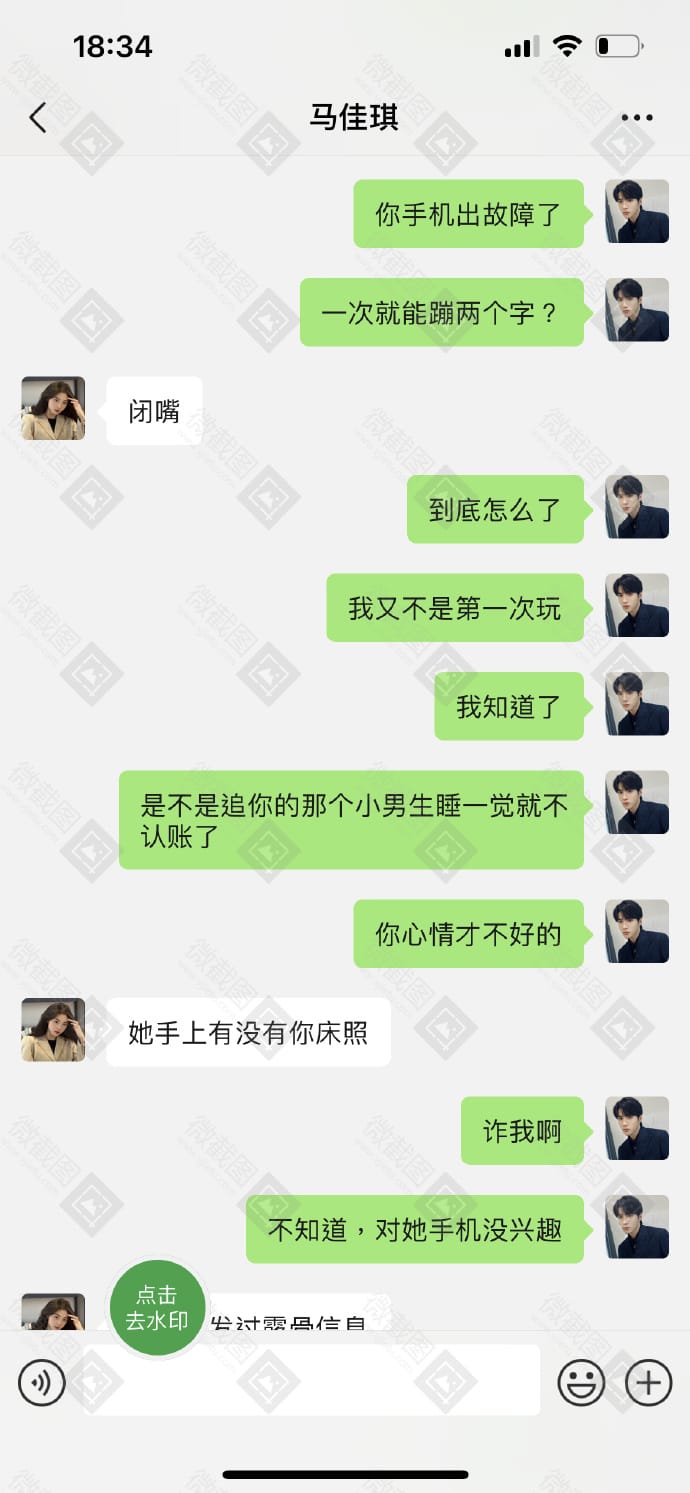 18:34
马佳琪
你手机出故障了
一次就能蹦两个字？
闭嘴
到底怎么了
我又不是第一次玩
我知道了
是不是追你的那个小男生睡一觉就不
认账了
你心情才不好的
她手上有没有你床照
诈我啊
不知道，对她手机没兴趣
点击
去水印
发过露骨信息
微截图